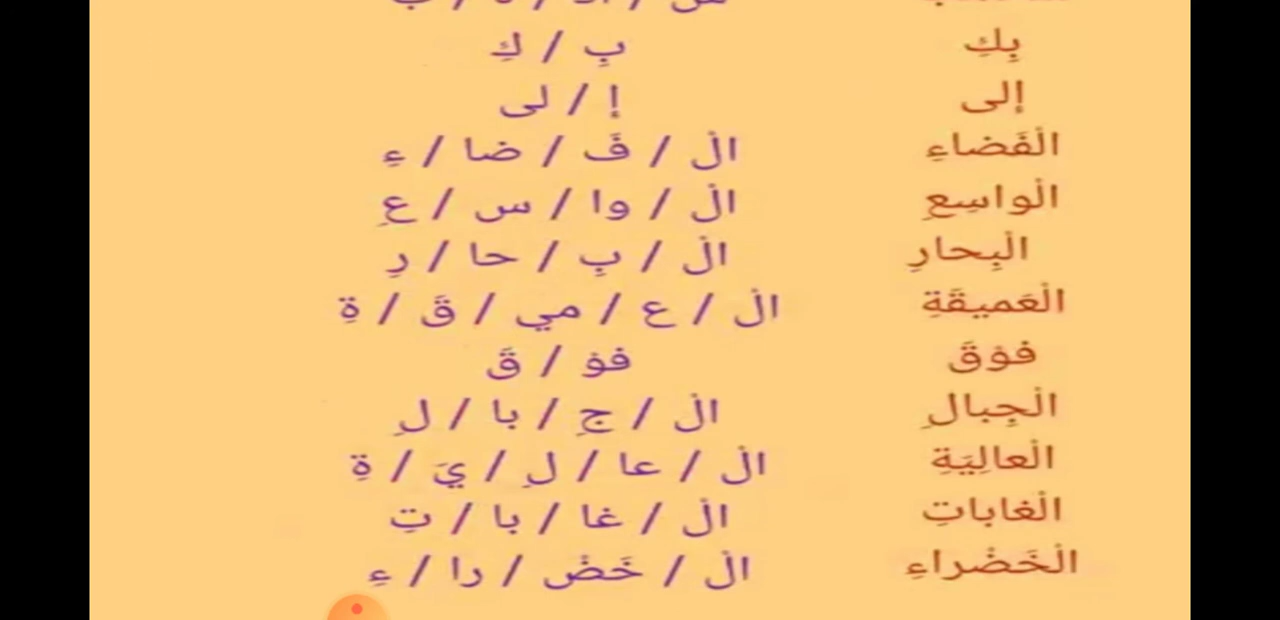 بِكِ بِ / كِ
إلى إ / لى
الْفَضاءِ الْ / فَ / ضا / ءِ
الْواسِعِ الْ / وا / س / عِ
الْبِحارِ الْ / بِ / حا / رِ
الْعَميقَةِ الْ / ع / مي / قَ / ةِ
فوْقَ فوْ / قَ
الْجِبالِ الْ / جِ / با / لِ
الْعالِيَةِ الْ / عا / لِ / يَ / ةِ
الْغاباتِ الْ / غا / با / تِ
الْخَضْراءِ الْ / خَضْ / را / ءِ